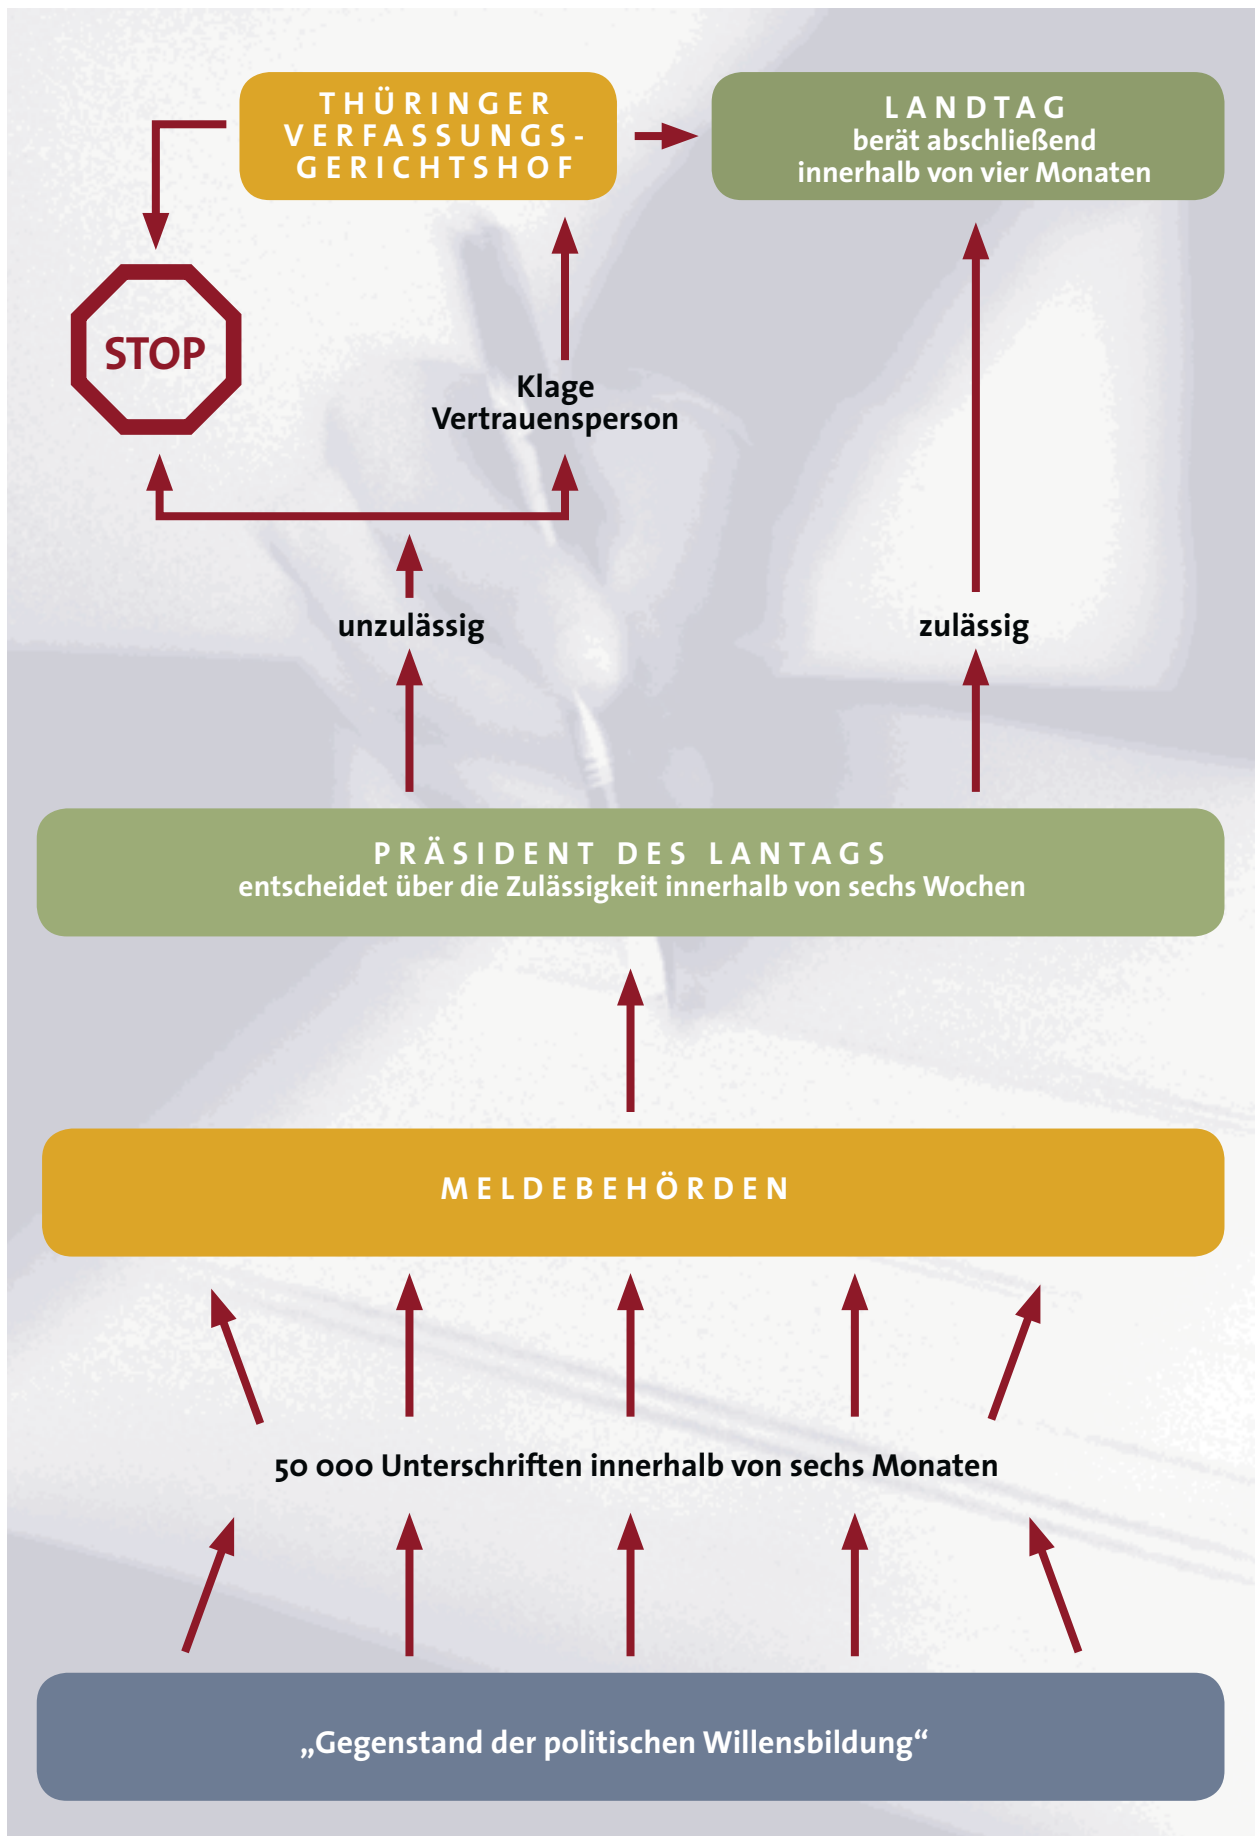 THÜRINGER
VERFASSUNGS-
GERICHTSHOF
LANDTAG
berät abschließend
innerhalb von vier Monaten
STOP
Klage
Vertrauensperson
unzulässig
zulässig
PRÄSIDENT DES LANTAGS
entscheidet über die Zulässigkeit innerhalb von sechs Wochen
MELDEBEHÖRDEN
50 000 Unterschriften innerhalb von sechs Monaten
„Gegenstand der politischen Willensbildung“